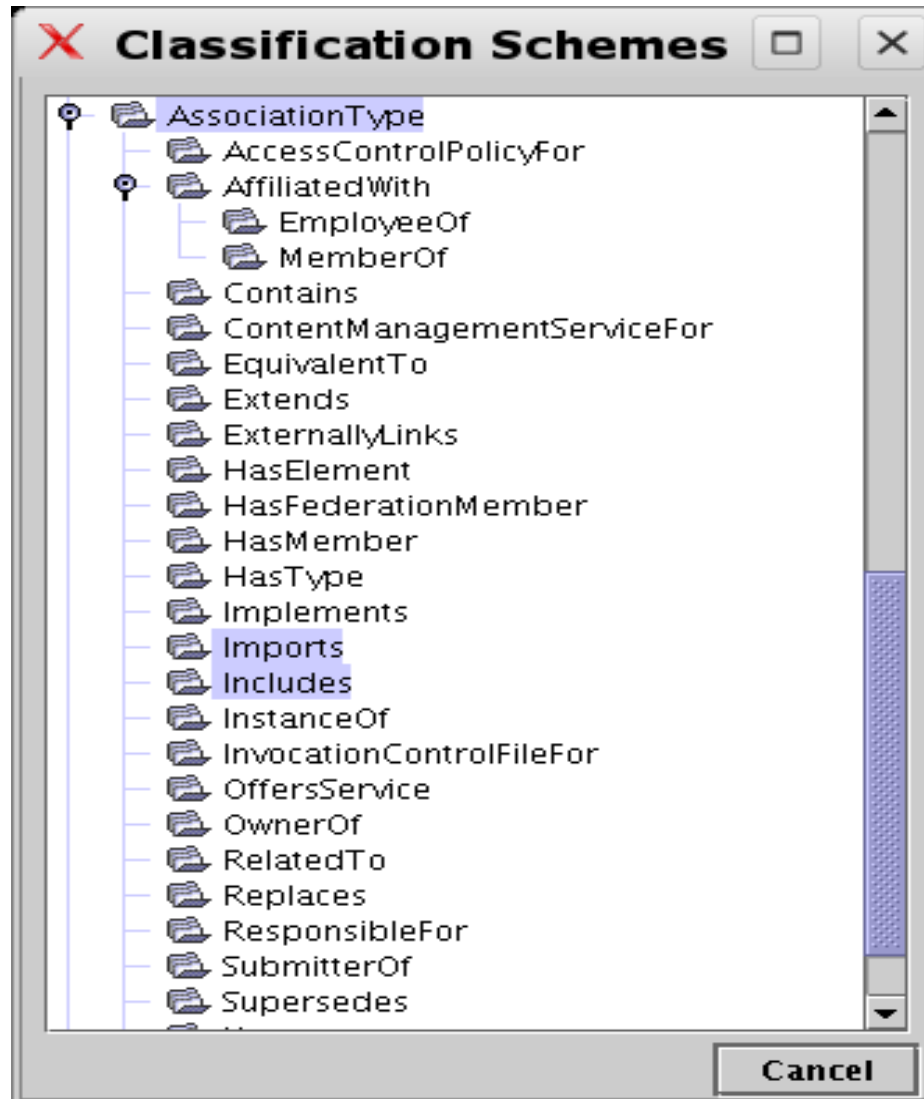 Classification Schemes
AssociationType
AccessControlPolicyFor
AffiliatedWith
EmployeeOf
MemberOf
Contains
ContentManagementServiceFor
EquivalentTo
Extends
ExternallyLinks
HasElement
HasFederationMember
HasMember
HasType
Implements
Imports
Includes
InstanceOf
InvocationControlFileFor
OffersService
OwnerOf
RelatedTo
Replaces
ResponsibleFor
SubmitterOf
Supersedes
Cancel